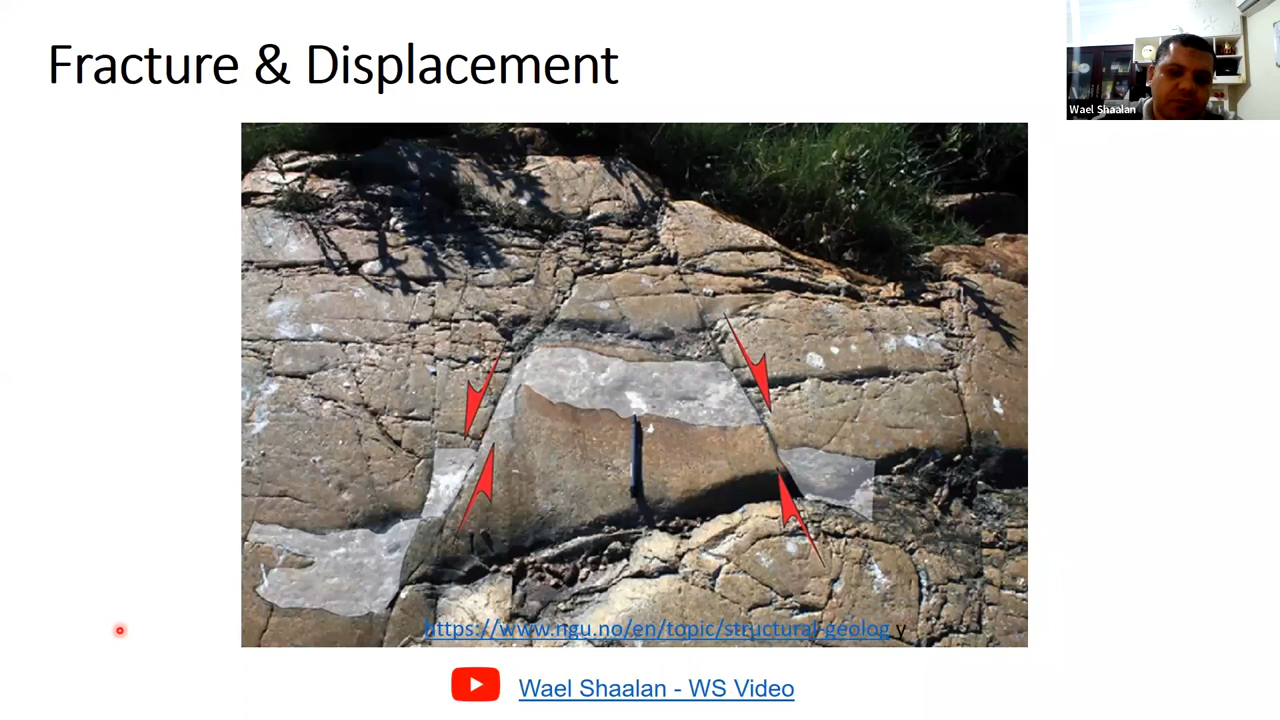 Fracture & Displacement
Wael Shaalan
https://www.ngu.no/en/topic/structural-geolog y
Wael Shaalan - WS Video